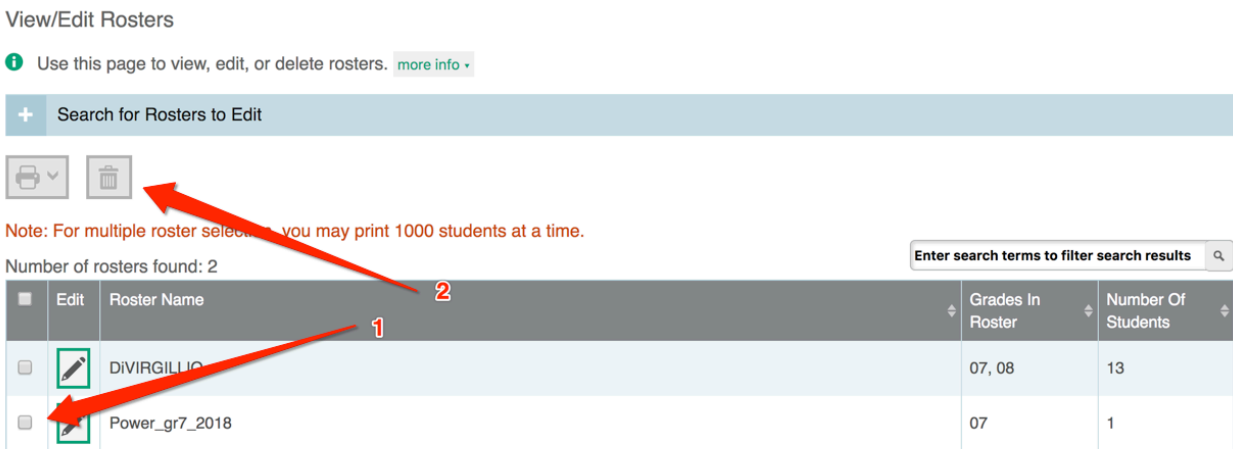 View/Edit Rosters
Use this page to view, edit, or delete rosters. more info
Search for Rosters to Edit
Note: For multiple roster selection, you may print 1000 students at a time.
Enter search terms to filter search results
Number of rosters found: 2
2
Edit Roster Name Grades In Roster Number Of Students
1
DiVIRGILLIO 07, 08 13
Power_gr7_2018 07 1